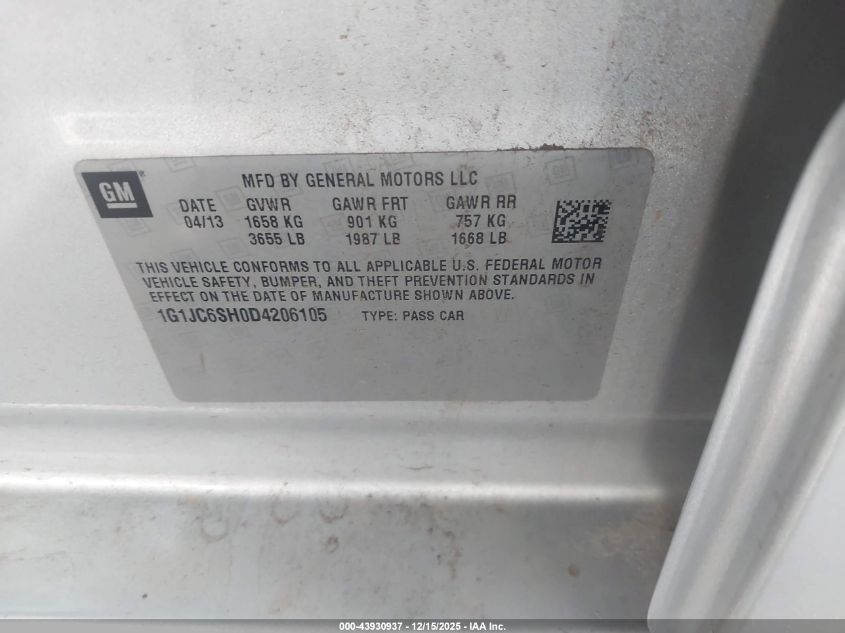 GM
MFD BY GENERAL MOTORS LLC
DATE GVWR GAWR FRT GAWR RR
04/13 1658 KG 901 KG 757 KG
3655 LB 1987 LB 1668 LB
THIS VEHICLE CONFORMS TO ALL APPLICABLE U.S. FEDERAL MOTOR
VEHICLE SAFETY, BUMPER, AND THEFT PREVENTION STANDARDS IN
EFFECT ON THE DATE OF MANUFACTURE SHOWN ABOVE.
1G1JC6SH0D4206105 TYPE: PASS CAR
000-43930937 - 12/15/2025 - IAA Inc.